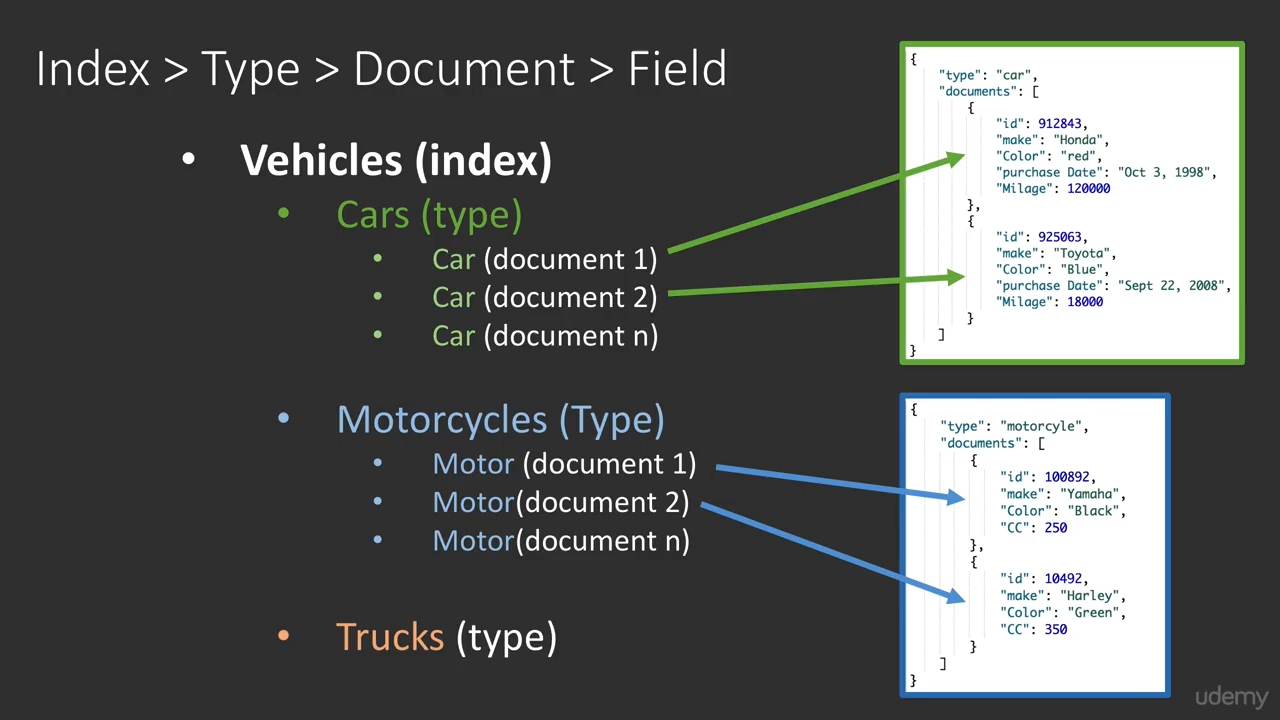 Index > Type > Document > Field
• Vehicles (index)
• Cars (type)
• Car (document 1)
• Car (document 2)
• Car (document n)
• Motorcycles (Type)
• Motor (document 1)
• Motor(document 2)
• Motor(document n)
• Trucks (type)
{
"type": "car",
"documents": [
{
"id": 912843,
"make": "Honda",
"Color": "red",
"purchase Date": "Oct 3, 1998",
"Milage": 120000
},
{
"id": 925063,
"make": "Toyota",
"Color": "Blue",
"purchase Date": "Sept 22, 2008",
"Milage": 18000
}
]
}
{
"type": "motorcyle",
"documents": [
{
"id": 100892,
"make": "Yamaha",
"Color": "Black",
"CC": 250
},
{
"id": 10492,
"make": "Harley",
"Color": "Green",
"CC": 350
}
]
}
udemy